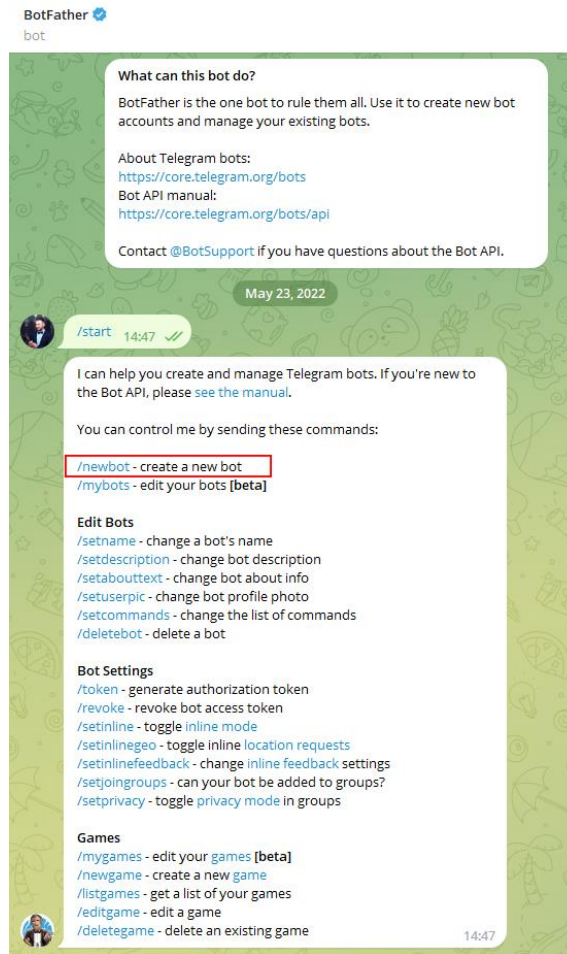 BotFather
bot
What can this bot do?
BotFather is the one bot to rule them all. Use it to create new bot
accounts and manage your existing bots.
About Telegram bots:
https://core.telegram.org/bots
Bot API manual:
https://core.telegram.org/bots/api
Contact @BotSupport if you have questions about the Bot API.
May 23, 2022
/start 14:47
I can help you create and manage Telegram bots. If you're new to
the Bot API, please see the manual.
You can control me by sending these commands:
/newbot - create a new bot
/mybots - edit your bots [beta]
Edit Bots
/setname - change a bot's name
/setdescription - change bot description
/setabouttext - change bot about info
/setuserpic - change bot profile photo
/setcommands - change the list of commands
/deletebot - delete a bot
Bot Settings
/token - generate authorization token
/revoke - revoke bot access token
/setinline - toggle inline mode
/setinlinegeo - toggle inline location requests
/setinlinefeedback - change inline feedback settings
/setjoingroups - can your bot be added to groups?
/setprivacy - toggle privacy mode in groups
Games
/mygames - edit your games [beta]
/newgame - create a new game
/listgames - get a list of your games
/editgame - edit a game
/deletegame - delete an existing game 14:47